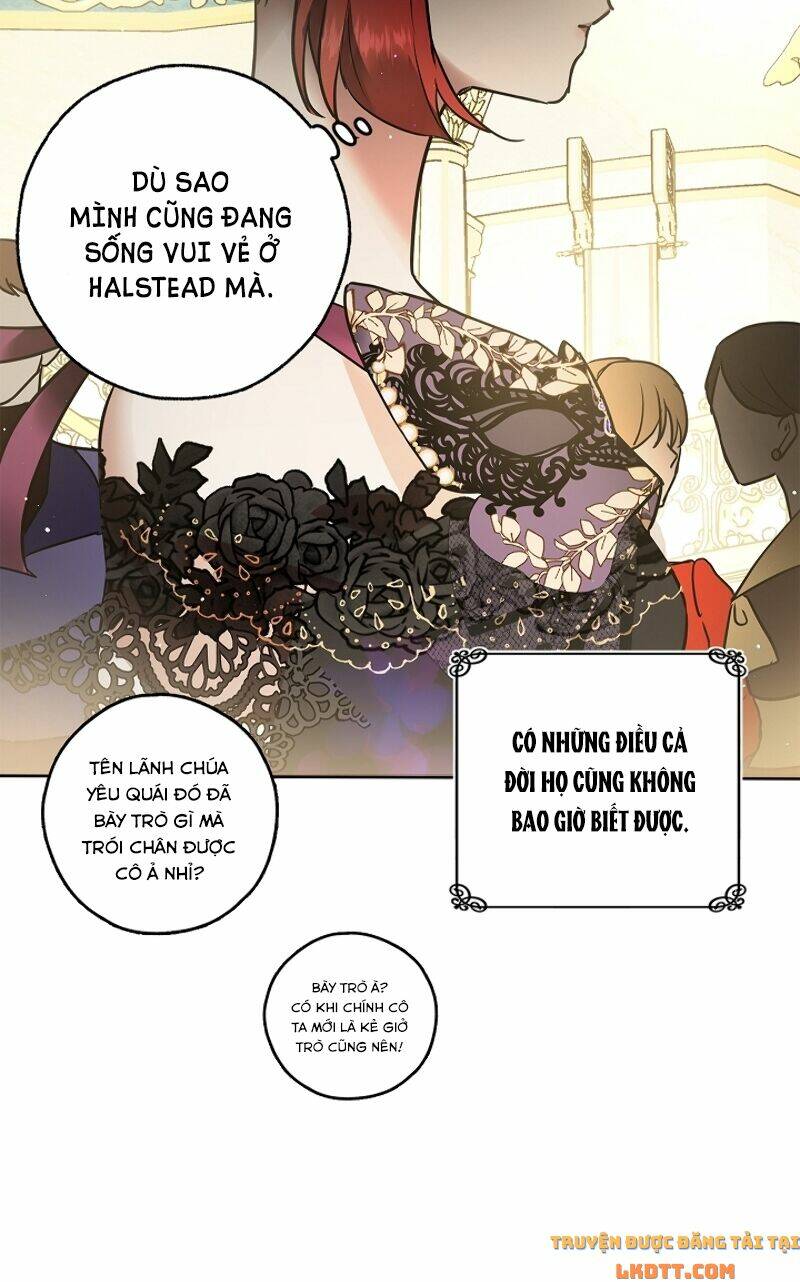 DÙ SAO
MÌNH CŨNG ĐANG
SỐNG VUI VẺ Ở
HALSTEAD MÀ.
CÓ NHỮNG ĐIỀU CẢ
ĐỜI HỌ CŨNG KHÔNG
BAO GIỜ BIẾT ĐƯỢC.
TÊN LÃNH CHÚA
YÊU QUÁI ĐÓ ĐÃ
BÀY TRÒ GÌ MÀ
TRÓI CHÂN ĐƯỢC
CÔ Ả NHỈ?
BÀY TRÒ À?
CÓ KHI CHÍNH CÔ
TA MỚI LÀ KẺ GIỞ
TRÒ CŨNG NÊN!
TRUYỆN ĐƯỢC ĐĂNG TẢI TẠI
LKDTT.COM